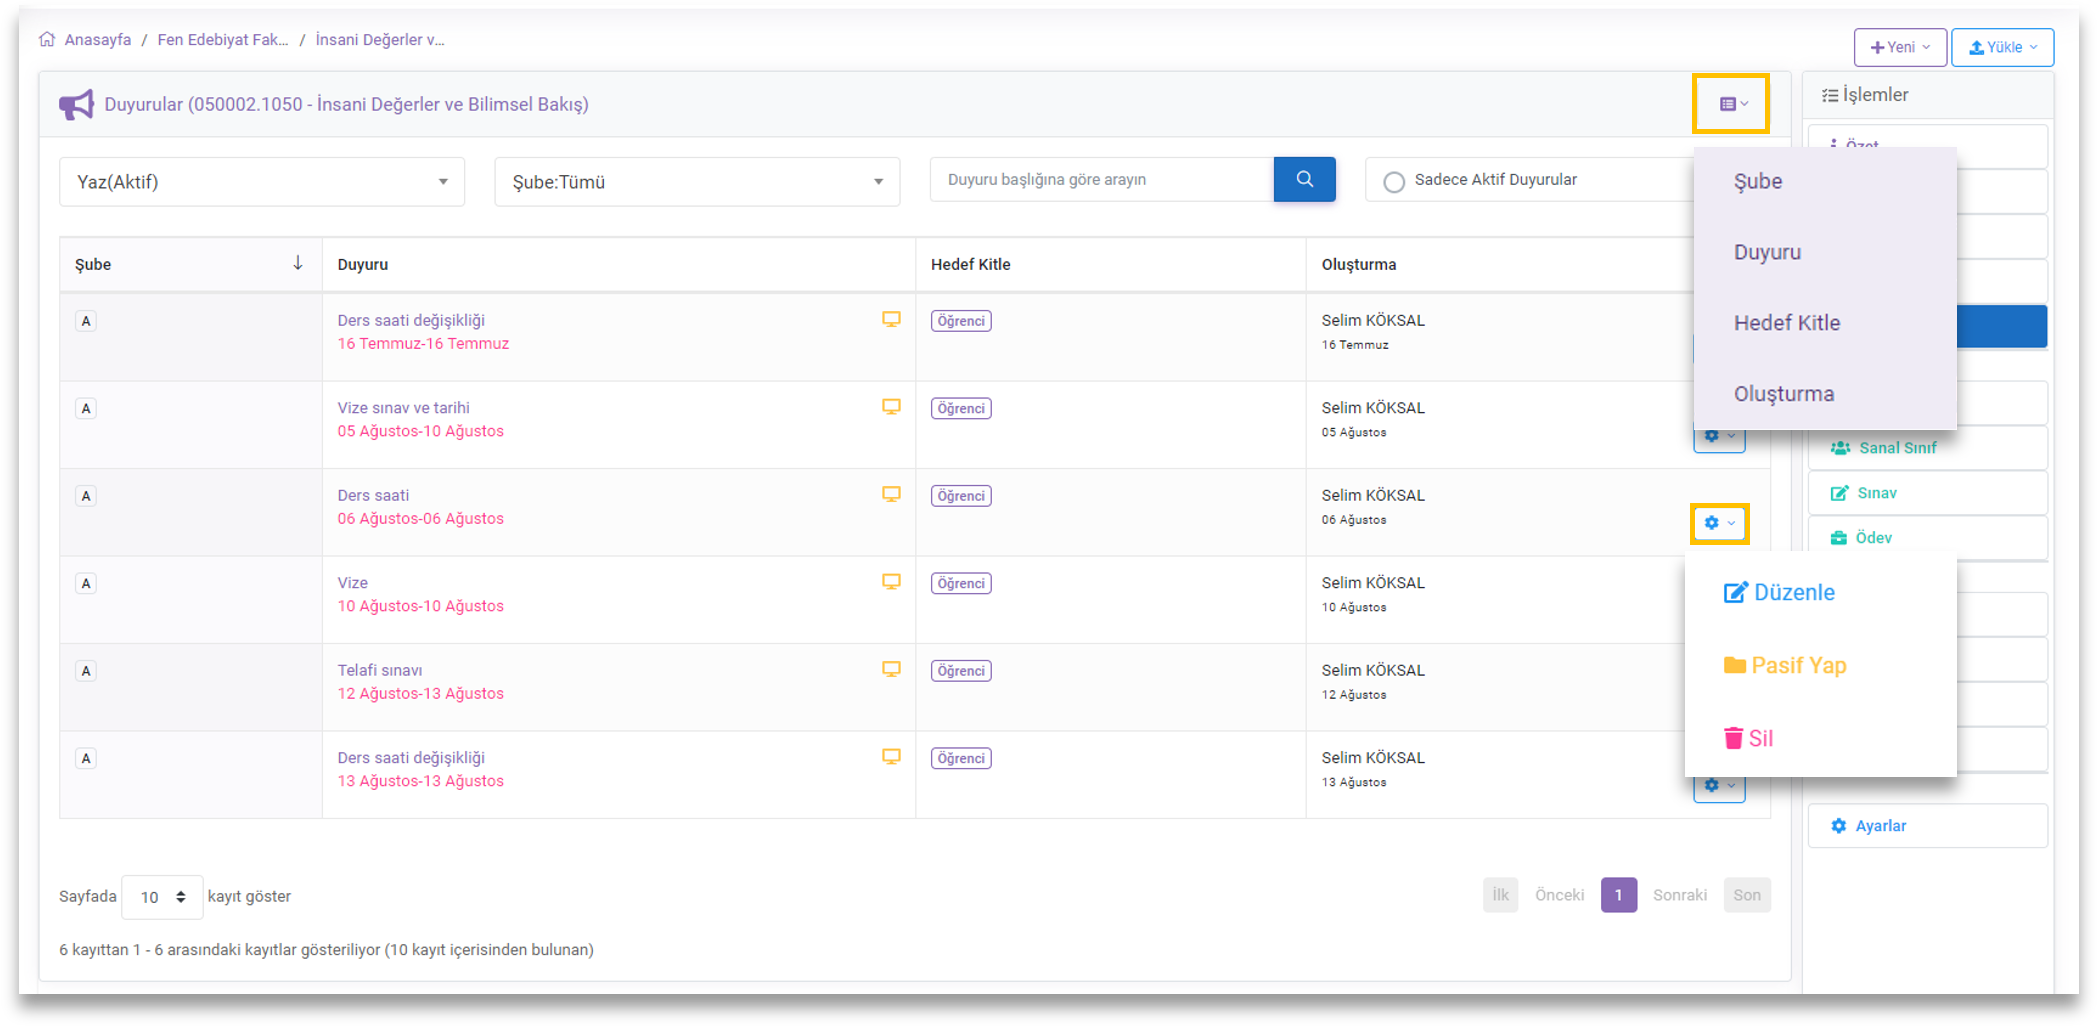 Anasayfa / Fen Edebiyat Fak... / İnsani Değerler v...
Yeni
Yükle
Duyurular (050002.1050 - İnsani Değerler ve Bilimsel Bakış)
İşlemler
Yaz(Aktif)
Şube:Tümü
Duyuru başlığına göre arayın
Sadece Aktif Duyurular
Şube
Duyuru
Hedef Kitle
Oluşturma
Şube
Duyuru
Hedef Kitle
Oluşturma
A
Ders saati değişikliği
16 Temmuz-16 Temmuz
Öğrenci
Selim KÖKSAL
16 Temmuz
A
Vize sınav ve tarihi
05 Ağustos-10 Ağustos
Öğrenci
Selim KÖKSAL
05 Ağustos
A
Ders saati
06 Ağustos-06 Ağustos
Öğrenci
Selim KÖKSAL
06 Ağustos
A
Vize
10 Ağustos-10 Ağustos
Öğrenci
Selim KÖKSAL
10 Ağustos
A
Telafi sınavı
12 Ağustos-13 Ağustos
Öğrenci
Selim KÖKSAL
12 Ağustos
A
Ders saati değişikliği
13 Ağustos-13 Ağustos
Öğrenci
Selim KÖKSAL
13 Ağustos
Düzenle
Pasif Yap
Sil
Sanal Sınıf
Sınav
Ödev
Ayarlar
Sayfada 10 kayıt göster
İlk Önceki 1 Sonraki Son
6 kayıttan 1 - 6 arasındaki kayıtlar gösteriliyor (10 kayıt içerisinden bulunan)